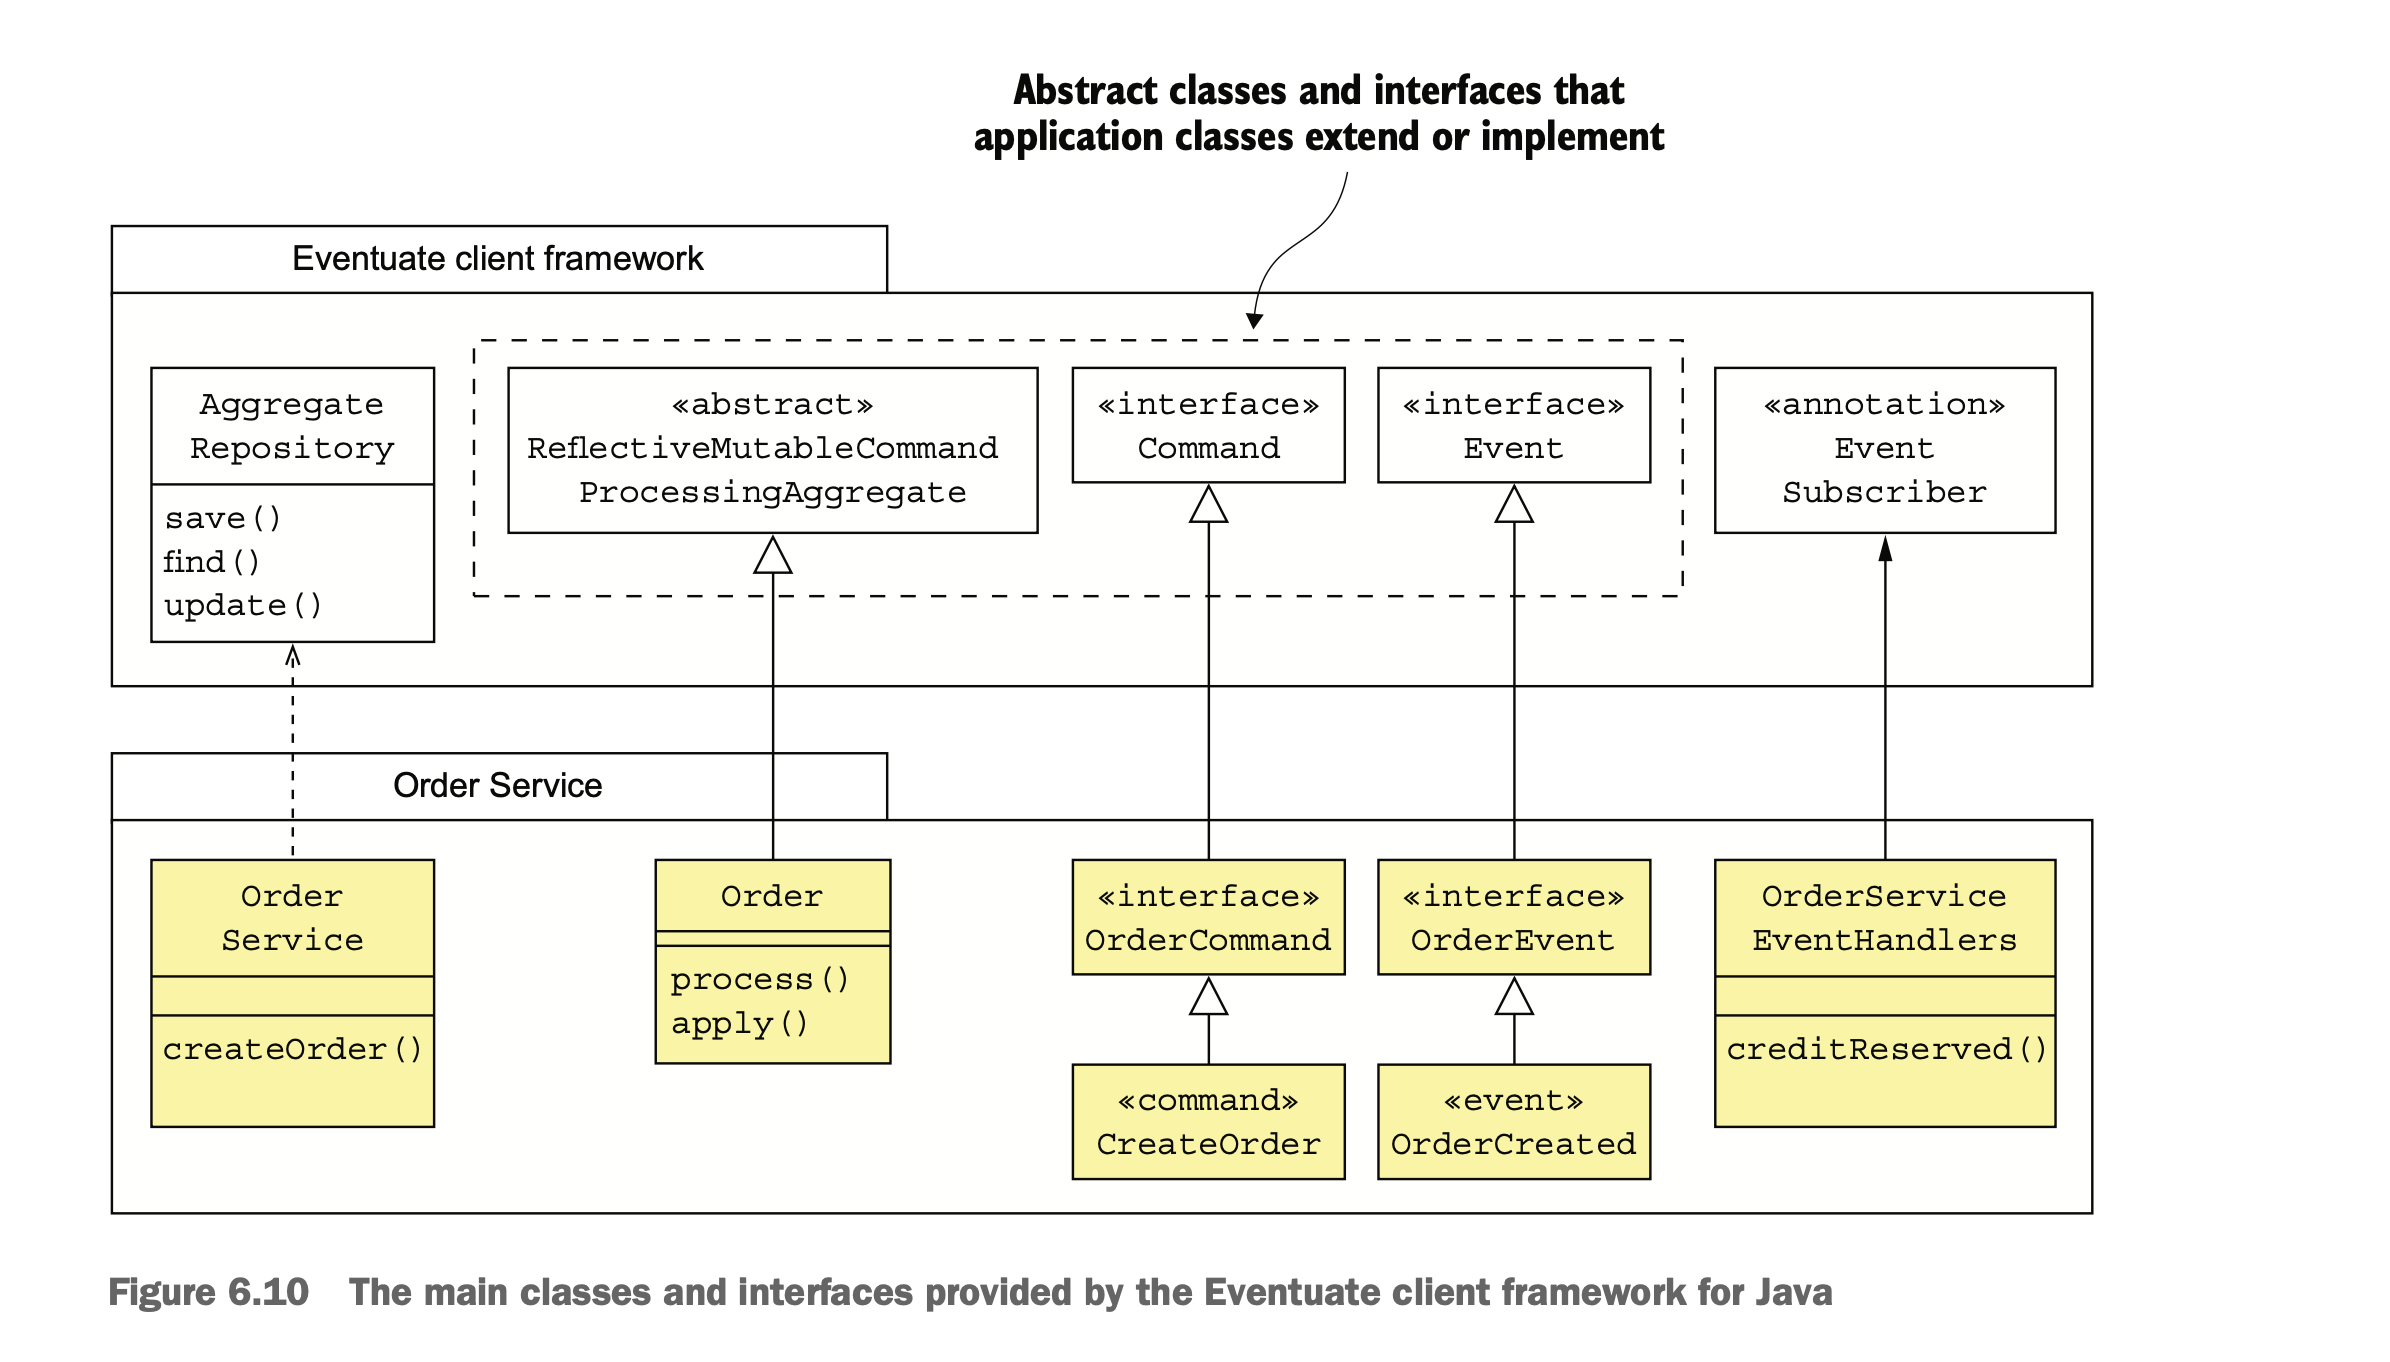 Abstract classes and interfaces that
application classes extend or implement
Eventuate client framework
Aggregate
Repository
save()
find()
update()
«abstract»
ReflectiveMutableCommand
ProcessingAggregate
«interface»
Command
«interface»
Event
«annotation»
Event
Subscriber
Order Service
Order
Service
createOrder()
Order
process()
apply()
«interface»
OrderCommand
«command»
CreateOrder
«interface»
OrderEvent
«event»
OrderCreated
OrderService
EventHandlers
creditReserved()
Figure 6.10 The main classes and interfaces provided by the Eventuate client framework for Java